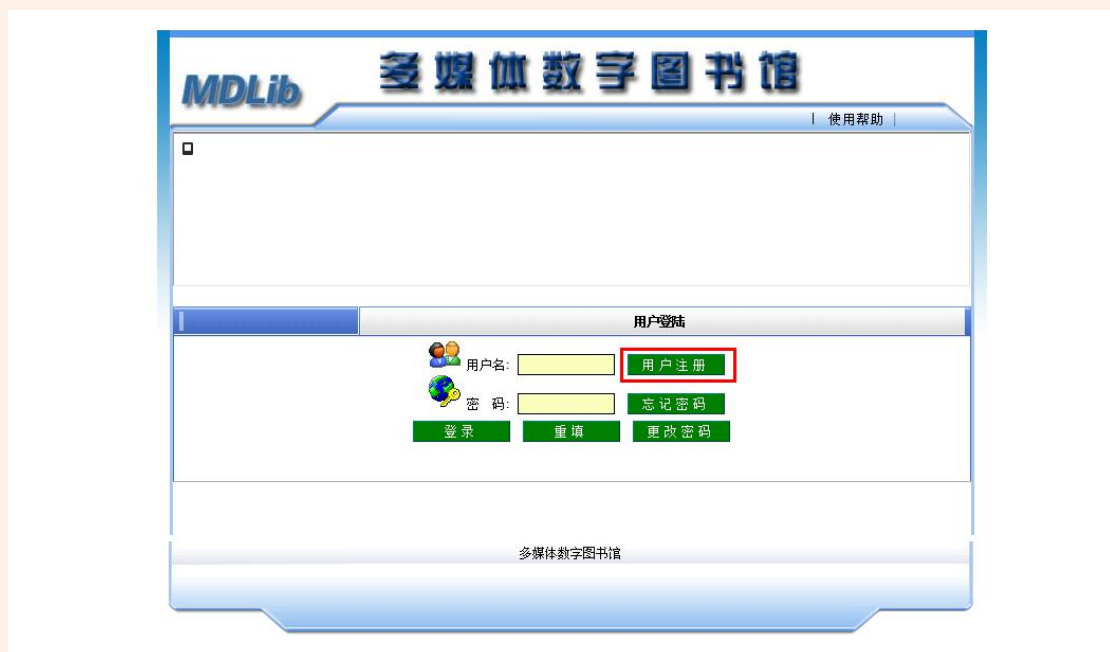 MDLib
多媒体数字图书馆
| 使用帮助 |
用户登陆
用户名: 用户注册
密 码: 忘记密码
登录 重填 更改密码
多媒体数字图书馆